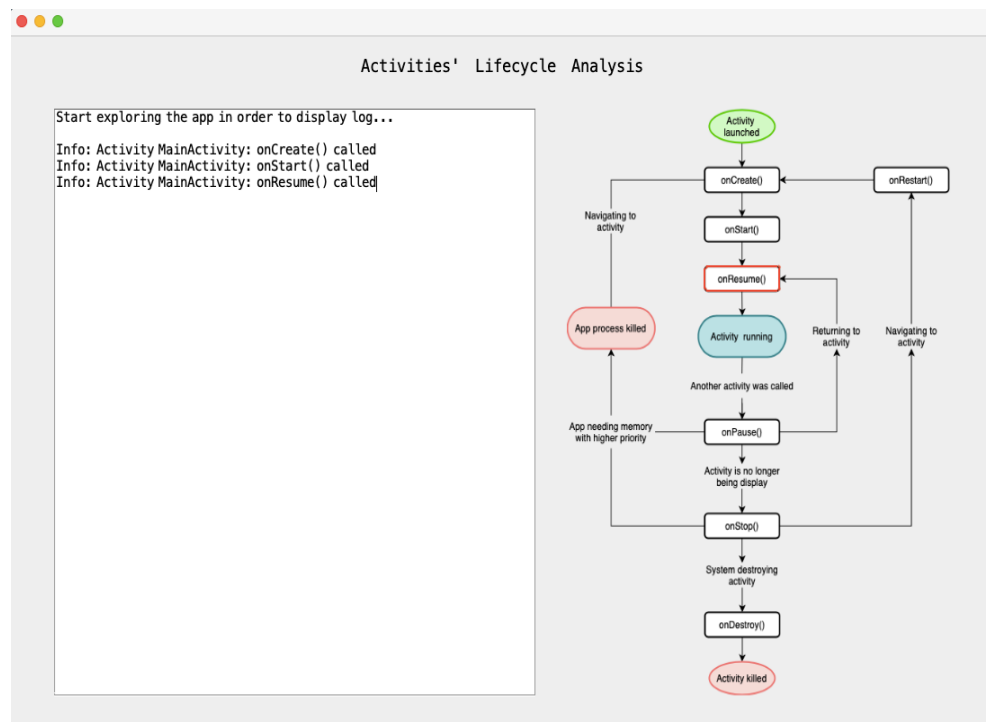 Activities' Lifecycle Analysis
Start exploring the app in order to display log...
Info: Activity MainActivity: onCreate() called
Info: Activity MainActivity: onStart() called
Info: Activity MainActivity: onResume() called
Activity
launched
onCreate()
onRestart()
Navigating to
activity
onStart()
onResume()
App process killed
Activity running
Returning to
activity
Navigating to
activity
Another activity was called
App needing memory
with higher priority
onPause()
Activity is no longer
being display
onStop()
System destroying
activity
onDestroy()
Activity killed